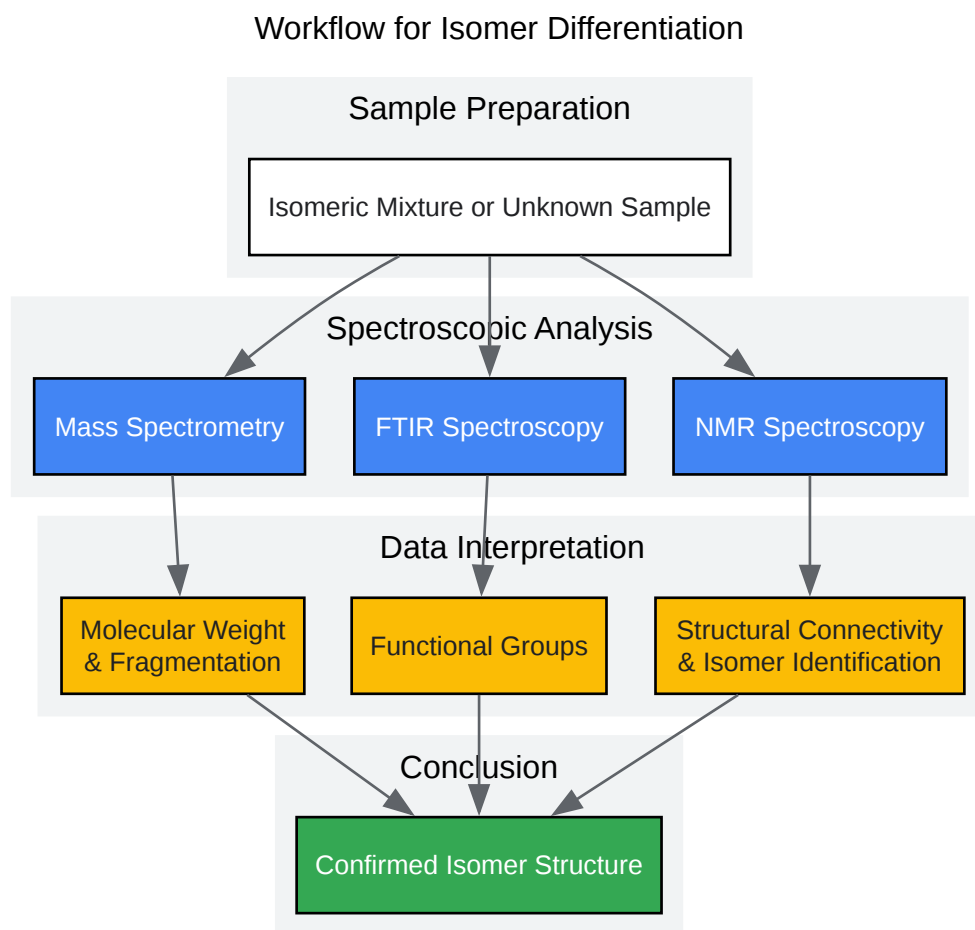 Workflow for Isomer Differentiation
Sample Preparation
Isomeric Mixture or Unknown Sample
Spectroscopic Analysis
Mass Spectrometry
FTIR Spectroscopy
NMR Spectroscopy
Data Interpretation
Molecular Weight
& Fragmentation
Functional Groups
Structural Connectivity
& Isomer Identification
Conclusion
Confirmed Isomer Structure